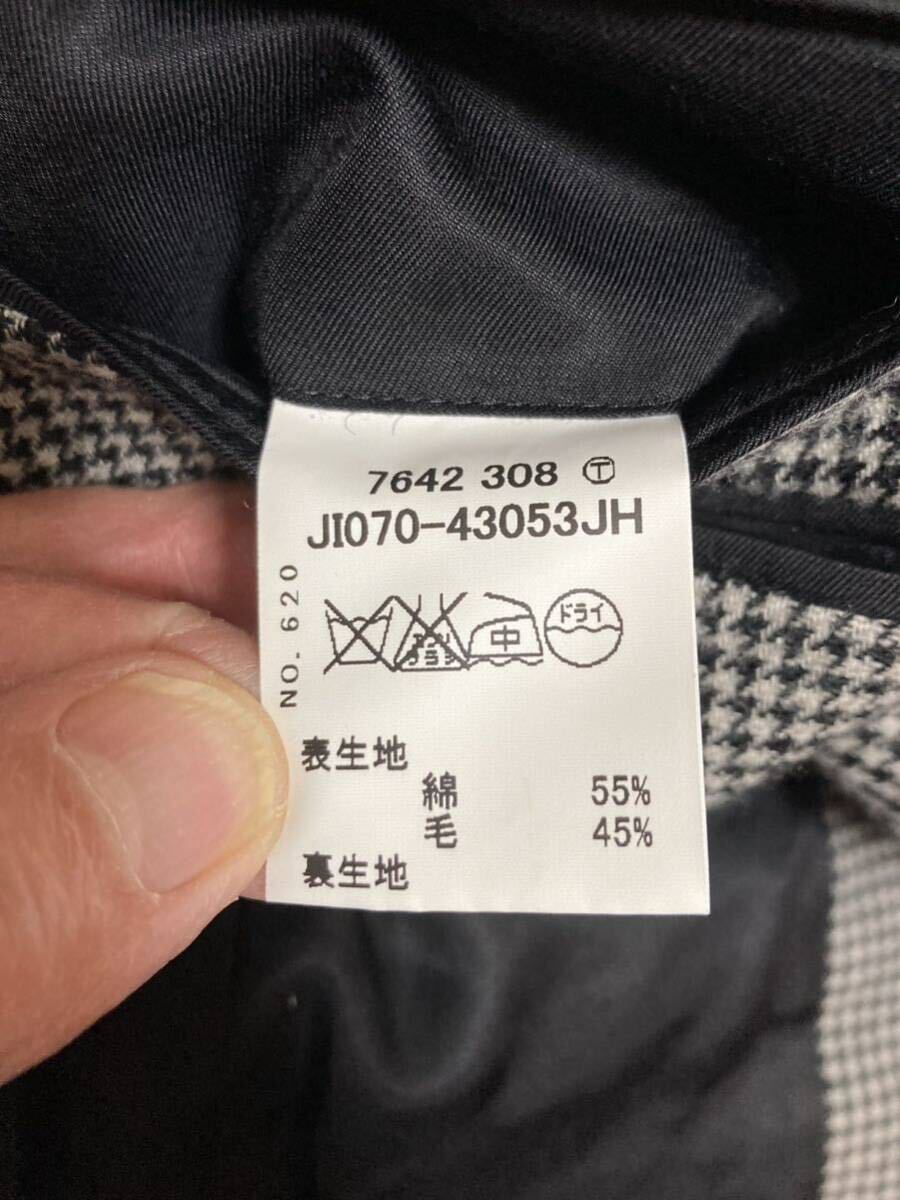 7642 308 Ⓣ
JI070-43053JH
NO. 620
中 ドライ
表生地
綿 55%
毛 45%
裏生地